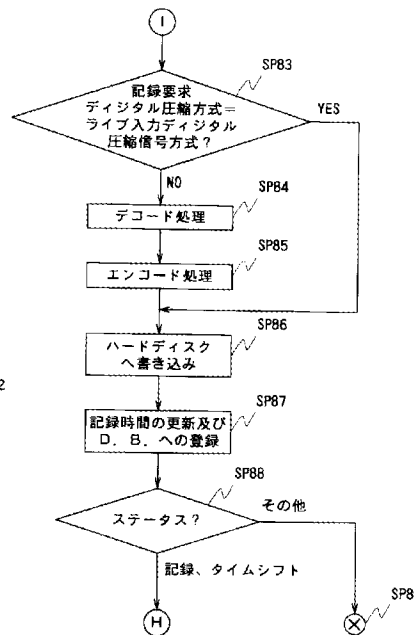 I
SP83
記録要求
ディジタル圧縮方式=
ライブ入力ディジタル
圧縮信号方式?
YES
NO
SP84
デコード処理
SP85
エンコード処理
SP86
ハードディスク
へ書き込み
2
SP87
記録時間の更新及び
D. B. への登録
SP88
ステータス?
その他
記録、タイムシフト
H
X
SP8